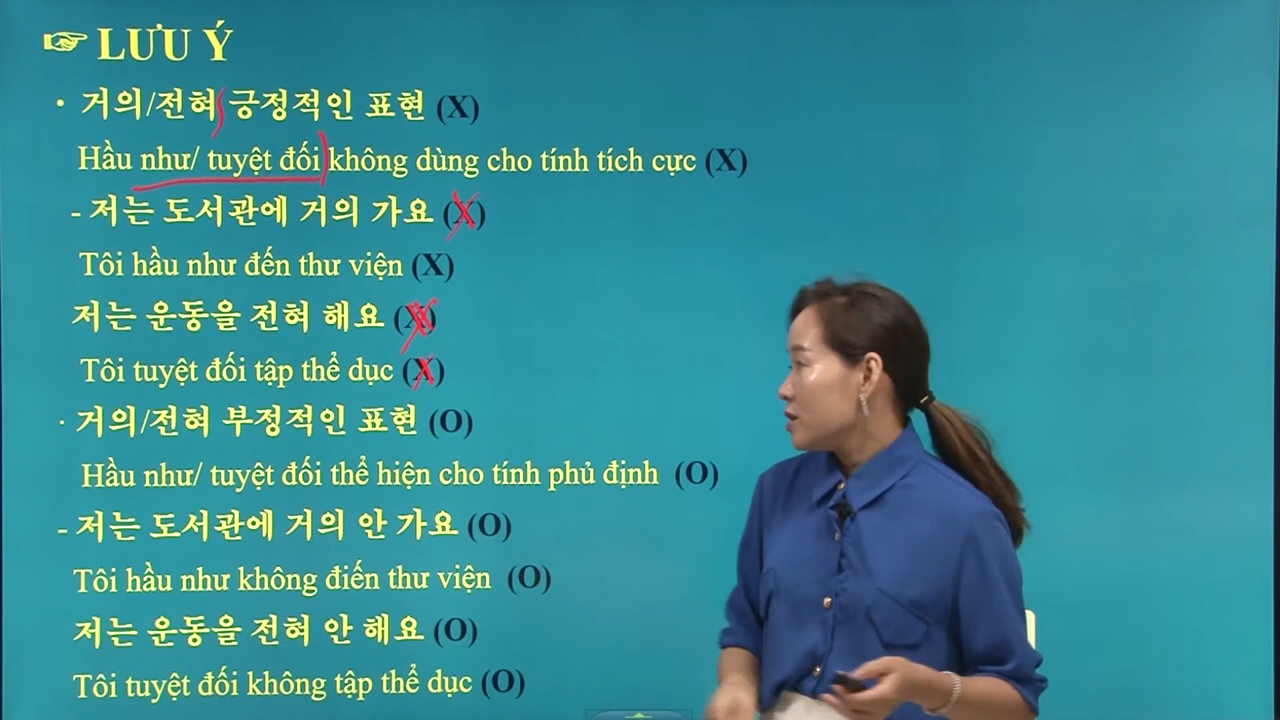 ☞ LƯU Ý
· 거의/전혀 긍정적인 표현 (X)
Hầu như/ tuyệt đối không dùng cho tính tích cực (X)
- 저는 도서관에 거의 가요 (X)
Tôi hầu như đến thư viện (X)
저는 운동을 전혀 해요 (X)
Tôi tuyệt đối tập thể dục (X)
· 거의/전혀 부정적인 표현 (O)
Hầu như/ tuyệt đối thể hiện cho tính phủ định (O)
- 저는 도서관에 거의 안 가요 (O)
Tôi hầu như không điến thư viện (O)
저는 운동을 전혀 안 해요 (O)
Tôi tuyệt đối không tập thể dục (O)